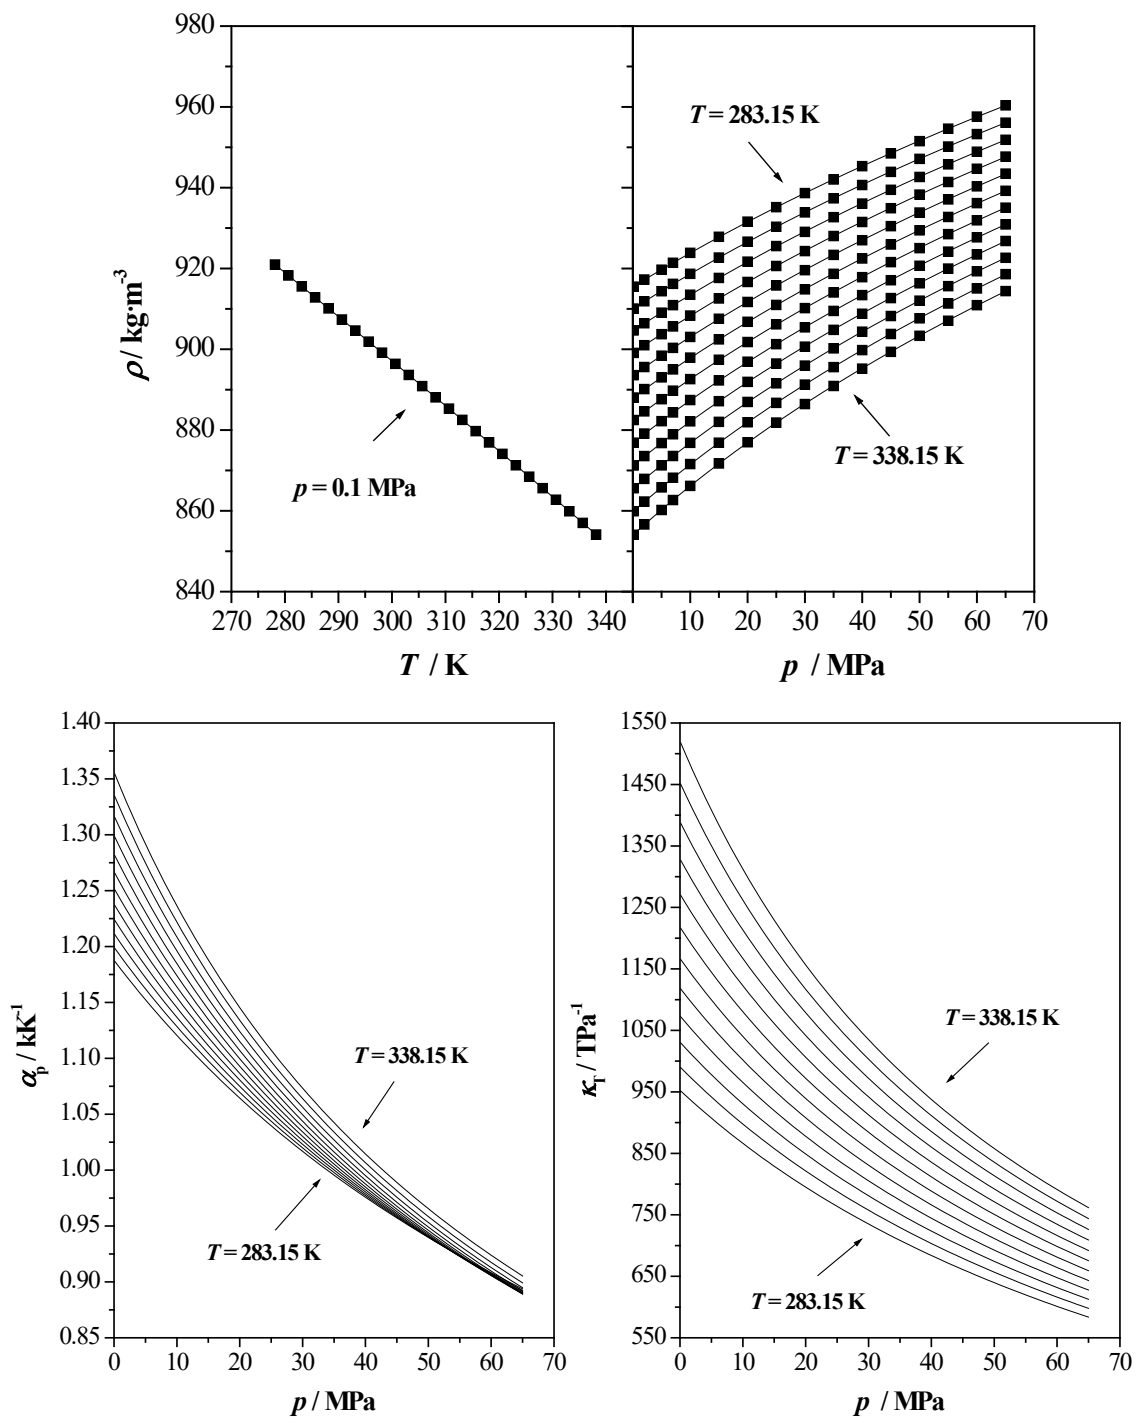 980
960
940
920
900
880
860
840
ρ / kg·m⁻³
T = 283.15 K
T = 338.15 K
p = 0.1 MPa
270 280 290 300 310 320 330 340
10 20 30 40 50 60 70
T / K
p / MPa
1.40
1.35
1.30
1.25
1.20
1.15
1.10
1.05
1.00
0.95
0.90
0.85
αp / kK⁻¹
T = 338.15 K
T = 283.15 K
0 10 20 30 40 50 60 70
p / MPa
1550
1450
1350
1250
1150
1050
950
850
750
650
550
κT / TPa⁻¹
T = 338.15 K
T = 283.15 K
0 10 20 30 40 50 60 70
p / MPa